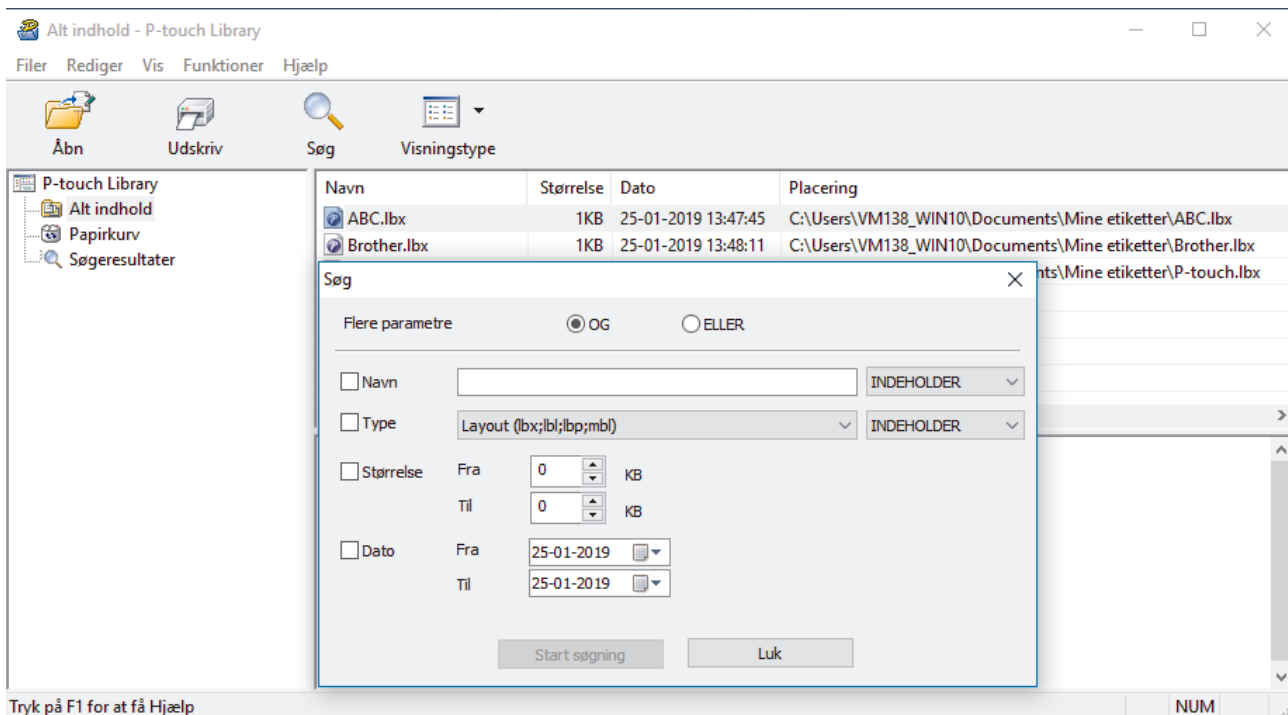 Alt indhold - P-touch Library
Filer Rediger Vis Funktioner Hjælp
Åbn Udskriv Søg Visningstype
P-touch Library
Alt indhold
Papirkurv
Søgeresultater
Navn Størrelse Dato Placering
ABC.lbx 1KB 25-01-2019 13:47:45 C:\Users\VM138_WIN10\Documents\Mine etiketter\ABC.lbx
Brother.lbx 1KB 25-01-2019 13:48:11 C:\Users\VM138_WIN10\Documents\Mine etiketter\Brother.lbx
nts\Mine etiketter\P-touch.lbx
Søg
Flere parametre OG ELLER
Navn INDEHOLDER
Type Layout (lbx;lbl;lbp;mbl) INDEHOLDER
Størrelse Fra 0 KB
Til 0 KB
Dato Fra 25-01-2019
Til 25-01-2019
Start søgning Luk
Tryk på F1 for at få Hjælp NUM